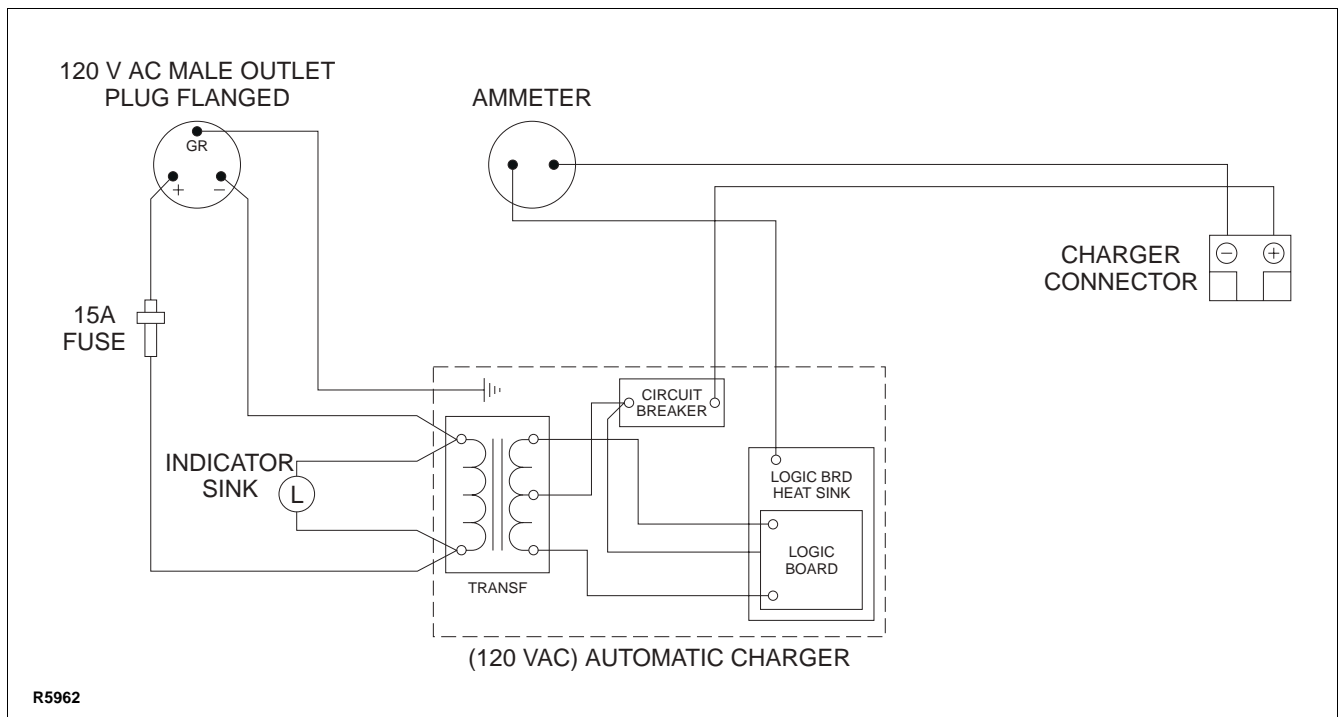 120 V AC MALE OUTLET
PLUG FLANGED
GR
+ −
AMMETER
CHARGER
CONNECTOR
− +
15A
FUSE
CIRCUIT
BREAKER
INDICATOR
SINK
L
LOGIC BRD
HEAT SINK
LOGIC
BOARD
TRANSF
(120 VAC) AUTOMATIC CHARGER
R5962